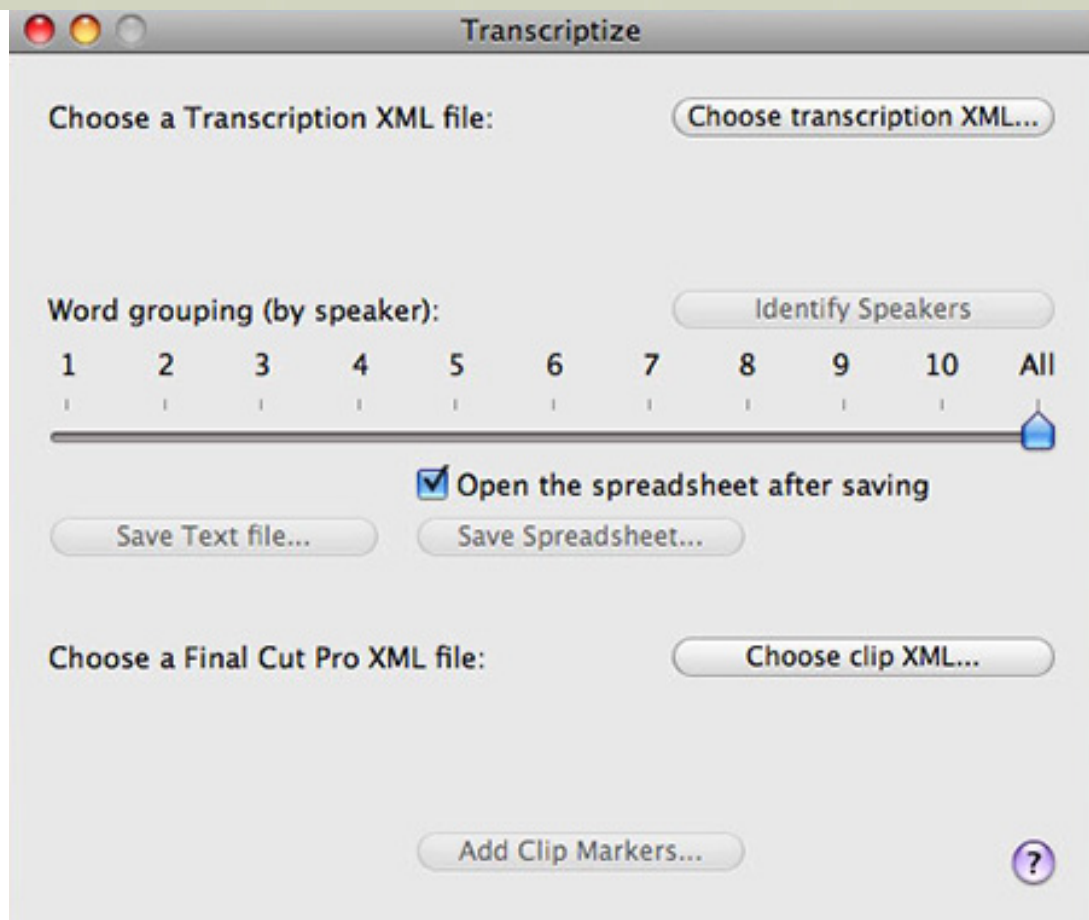 Transcriptize
Choose a Transcription XML file: Choose transcription XML...
Word grouping (by speaker): Identify Speakers
1 2 3 4 5 6 7 8 9 10 All
Open the spreadsheet after saving
Save Text file... Save Spreadsheet...
Choose a Final Cut Pro XML file: Choose clip XML...
Add Clip Markers... ?